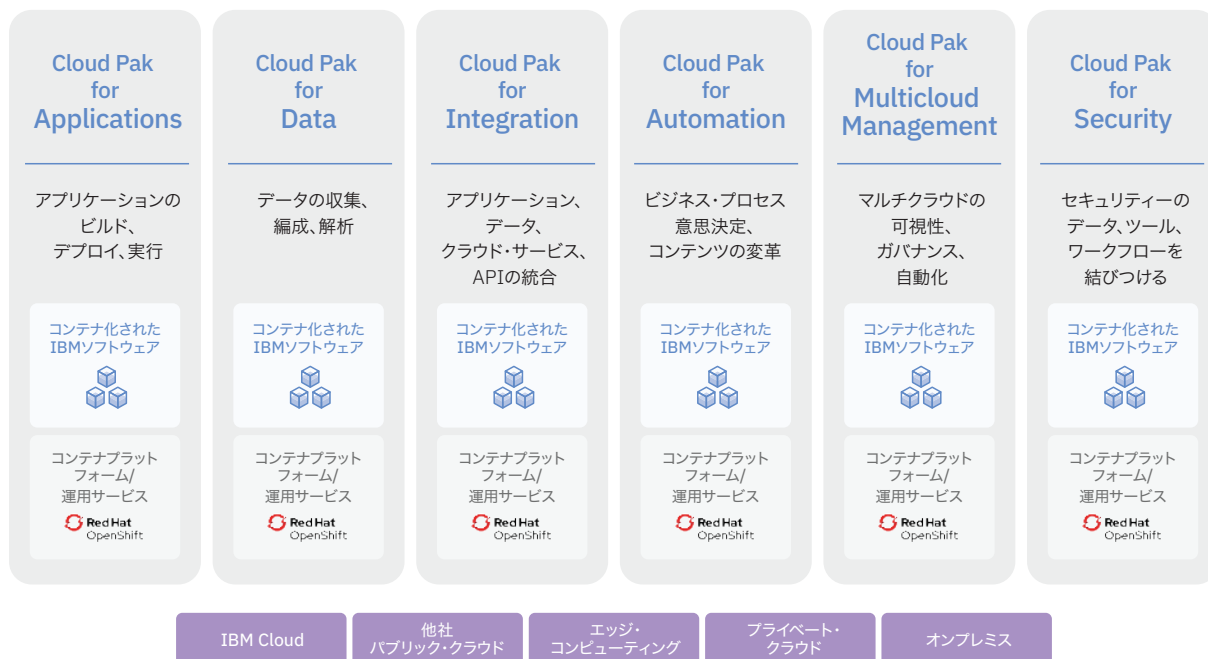 Cloud Pak
for
Applications
アプリケーションの
ビルド、
デプロイ、実行
コンテナ化された
IBMソフトウェア
コンテナプラット
フォーム/
運用サービス
Red Hat
OpenShift
Cloud Pak
for
Data
データの収集、
編成、解析
コンテナ化された
IBMソフトウェア
コンテナプラット
フォーム/
運用サービス
Red Hat
OpenShift
Cloud Pak
for
Integration
アプリケーション、
データ、
クラウド・サービス、
APIの統合
コンテナ化された
IBMソフトウェア
コンテナプラット
フォーム/
運用サービス
Red Hat
OpenShift
Cloud Pak
for
Automation
ビジネス・プロセス
意思決定、
コンテンツの変革
コンテナ化された
IBMソフトウェア
コンテナプラット
フォーム/
運用サービス
Red Hat
OpenShift
Cloud Pak
for
Multicloud
Management
マルチクラウドの
可視性、
ガバナンス、
自動化
コンテナ化された
IBMソフトウェア
コンテナプラット
フォーム/
運用サービス
Red Hat
OpenShift
Cloud Pak
for
Security
セキュリティーの
データ、ツール、
ワークフローを
結びつける
コンテナ化された
IBMソフトウェア
コンテナプラット
フォーム/
運用サービス
Red Hat
OpenShift
IBM Cloud
他社
パブリック・クラウド
エッジ・
コンピューティング
プライベート・
クラウド
オンプレミス